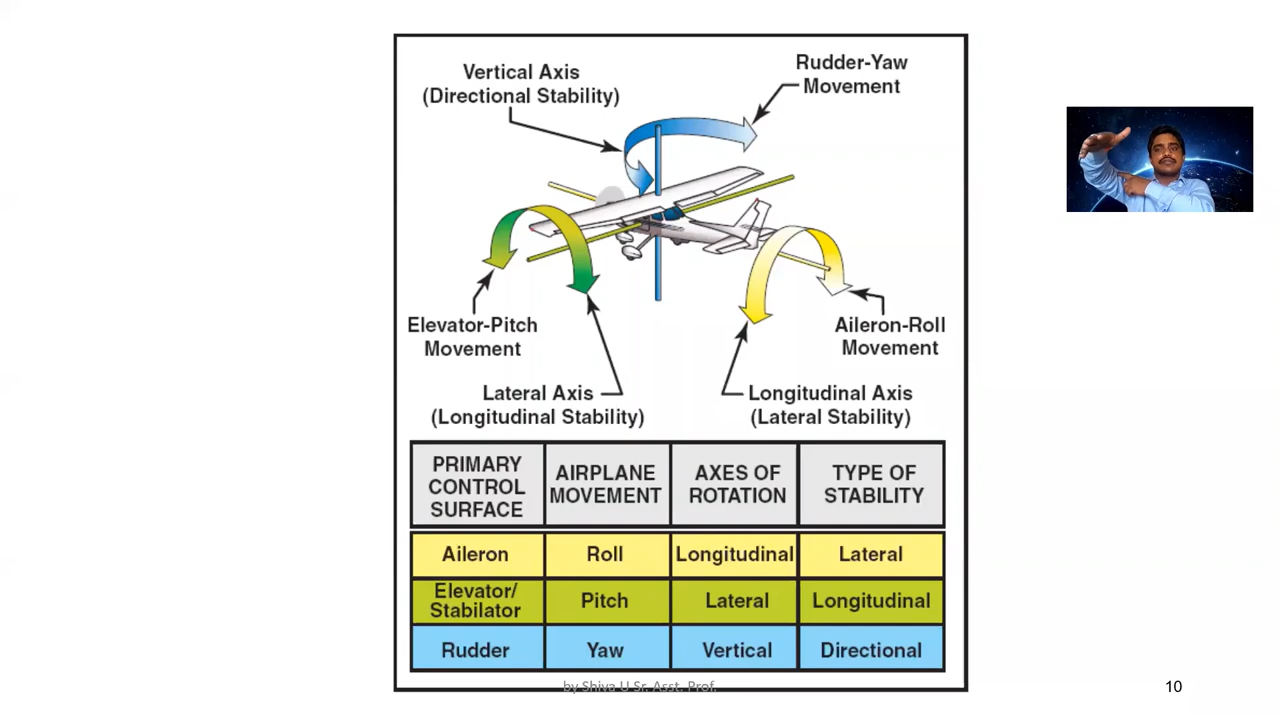 Vertical Axis
(Directional Stability)
Rudder-Yaw
Movement
Elevator-Pitch
Movement
Aileron-Roll
Movement
Lateral Axis
(Longitudinal Stability)
Longitudinal Axis
(Lateral Stability)
PRIMARY
CONTROL
SURFACE
AIRPLANE
MOVEMENT
AXES OF
ROTATION
TYPE OF
STABILITY
Aileron
Roll
Longitudinal
Lateral
Elevator/
Stabilator
Pitch
Lateral
Longitudinal
Rudder
Yaw
Vertical
Directional
by Shiva U Sr. Asst. Prof.
10